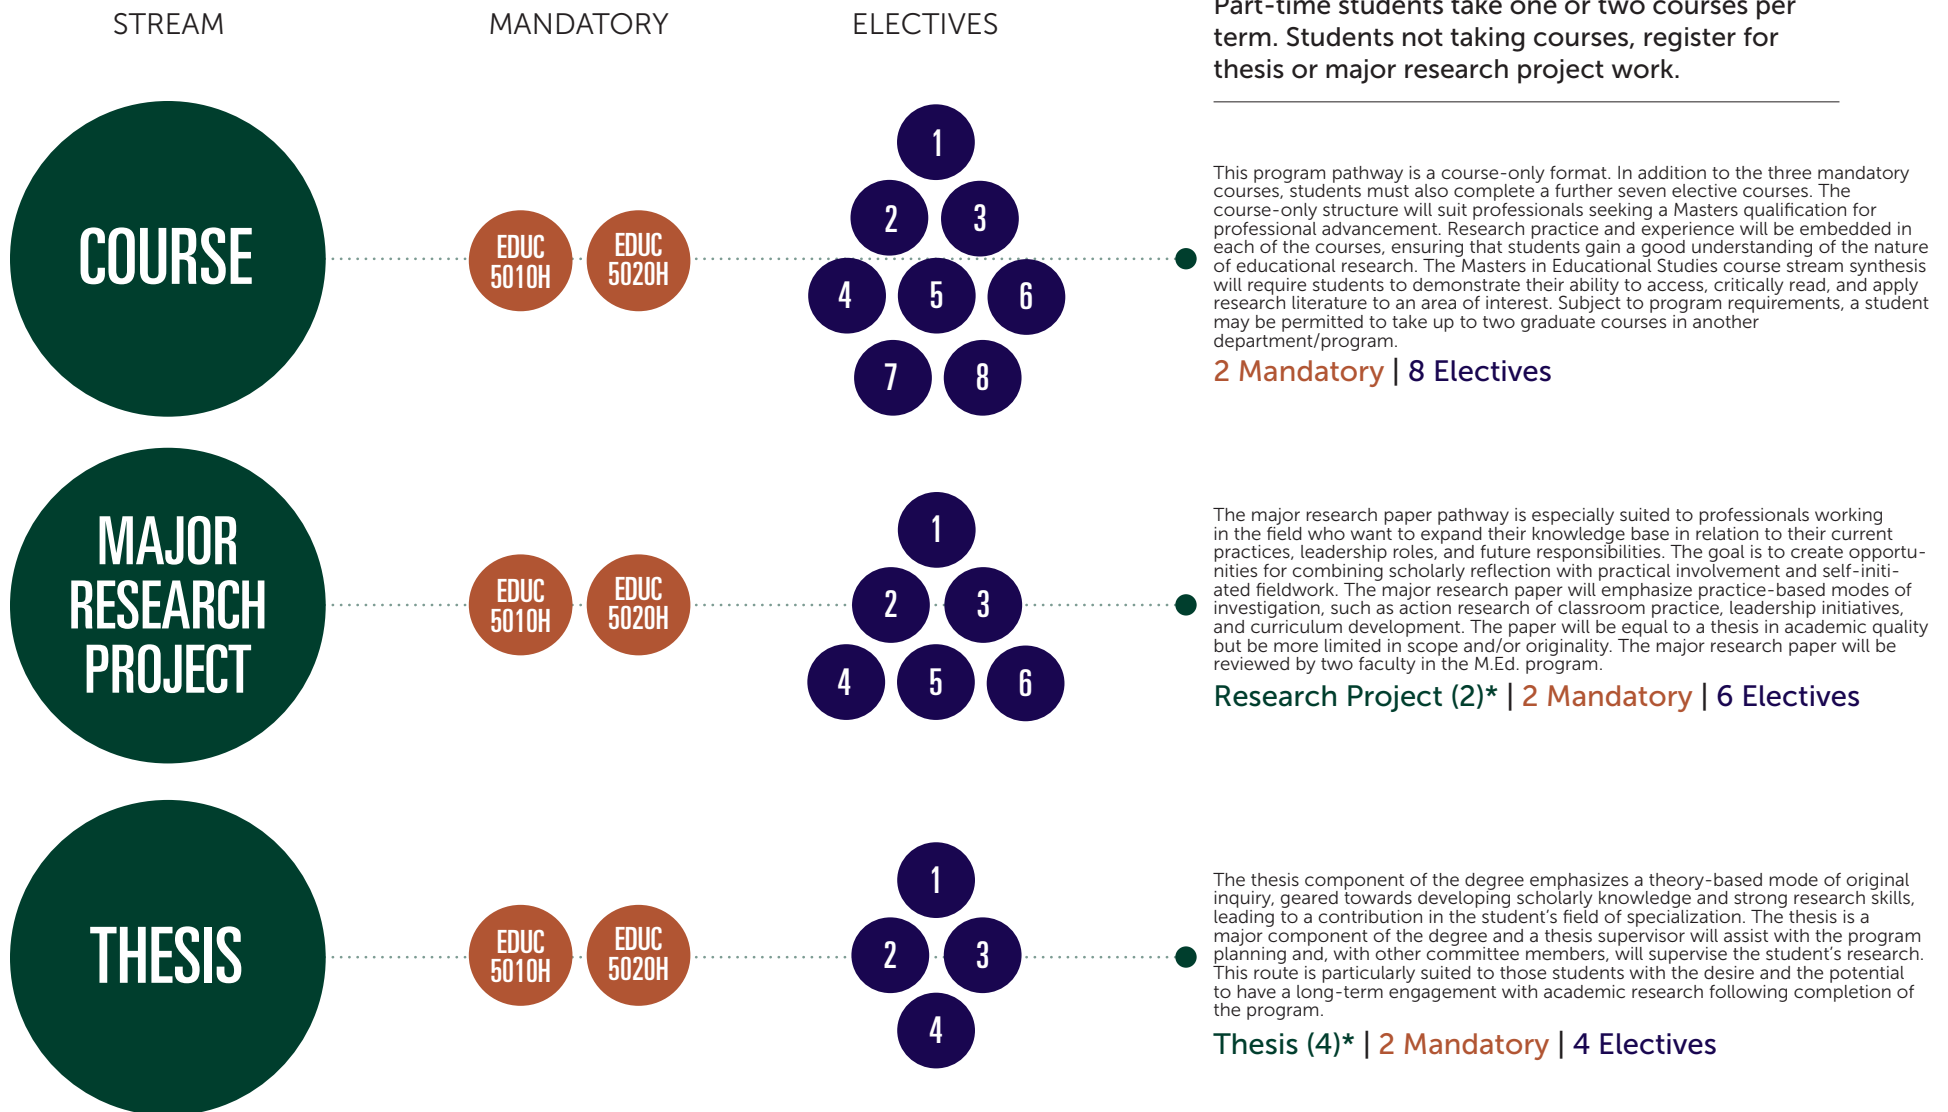 STREAM
MANDATORY
ELECTIVES
Part-time students take one or two courses per
term. Students not taking courses, register for
thesis or major research project work.
COURSE
EDUC
5010H
EDUC
5020H
1
2
3
4
5
6
7
8
This program pathway is a course-only format. In addition to the three mandatory
courses, students must also complete a further seven elective courses. The
course-only structure will suit professionals seeking a Masters qualification for
professional advancement. Research practice and experience will be embedded in
each of the courses, ensuring that students gain a good understanding of the nature
of educational research. The Masters in Educational Studies course stream synthesis
will require students to demonstrate their ability to access, critically read, and apply
research literature to an area of interest. Subject to program requirements, a student
may be permitted to take up to two graduate courses in another
department/program.
2 Mandatory | 8 Electives
MAJOR
RESEARCH
PROJECT
EDUC
5010H
EDUC
5020H
1
2
3
4
5
6
The major research paper pathway is especially suited to professionals working
in the field who want to expand their knowledge base in relation to their current
practices, leadership roles, and future responsibilities. The goal is to create opportu-
nities for combining scholarly reflection with practical involvement and self-initi-
ated fieldwork. The major research paper will emphasize practice-based modes of
investigation, such as action research of classroom practice, leadership initiatives,
and curriculum development. The paper will be equal to a thesis in academic quality
but be more limited in scope and/or originality. The major research paper will be
reviewed by two faculty in the M.Ed. program.
Research Project (2)* | 2 Mandatory | 6 Electives
THESIS
EDUC
5010H
EDUC
5020H
1
2
3
4
The thesis component of the degree emphasizes a theory-based mode of original
inquiry, geared towards developing scholarly knowledge and strong research skills,
leading to a contribution in the student's field of specialization. The thesis is a
major component of the degree and a thesis supervisor will assist with the program
planning and, with other committee members, will supervise the student's research.
This route is particularly suited to those students with the desire and the potential
to have a long-term engagement with academic research following completion of
the program.
Thesis (4)* | 2 Mandatory | 4 Electives